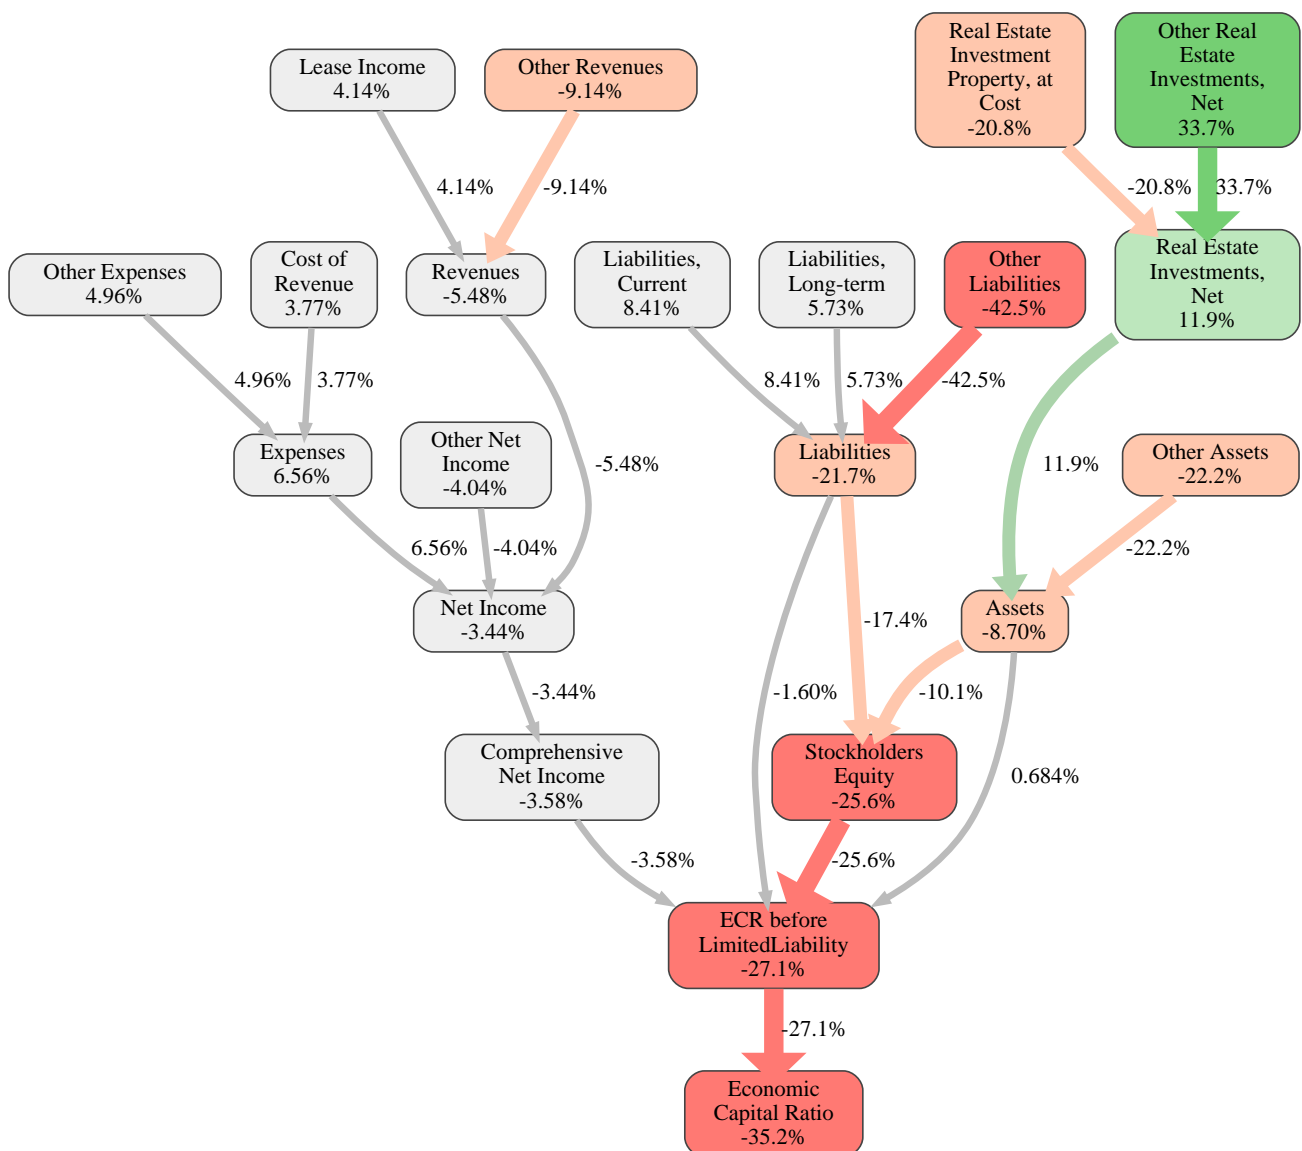 Real Estate
Investment
Property, at
Cost
-20.8%
Other Real
Estate
Investments,
Net
33.7%
Lease Income
4.14%
Other Revenues
-9.14%
4.14%
-9.14%
-20.8%
33.7%
Other Expenses
4.96%
Cost of
Revenue
3.77%
Revenues
-5.48%
Liabilities,
Current
8.41%
Liabilities,
Long-term
5.73%
Other
Liabilities
-42.5%
Real Estate
Investments,
Net
11.9%
4.96%
3.77%
8.41%
5.73%
-42.5%
Expenses
6.56%
Other Net
Income
-4.04%
-5.48%
Liabilities
-21.7%
11.9%
Other Assets
-22.2%
6.56%
-4.04%
-22.2%
Net Income
-3.44%
-17.4%
Assets
-8.70%
-3.44%
-1.60%
-10.1%
Comprehensive
Net Income
-3.58%
Stockholders
Equity
-25.6%
0.684%
-3.58%
-25.6%
ECR before
LimitedLiability
-27.1%
-27.1%
Economic
Capital Ratio
-35.2%